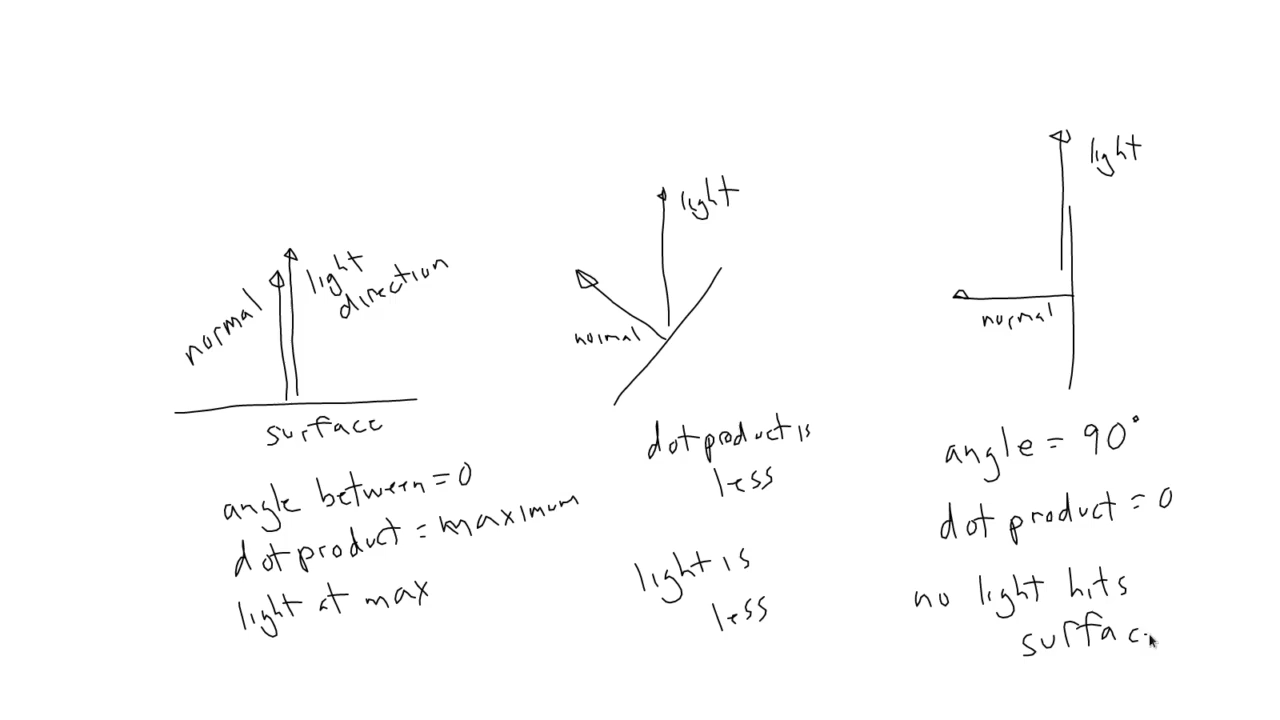 normal
light
direction
surface
angle between = 0
dot product = maximum
light at max
light
normal
dot product is
less
light is
less
light
normal
angle = 90°
dot product = 0
no light hits
surfac